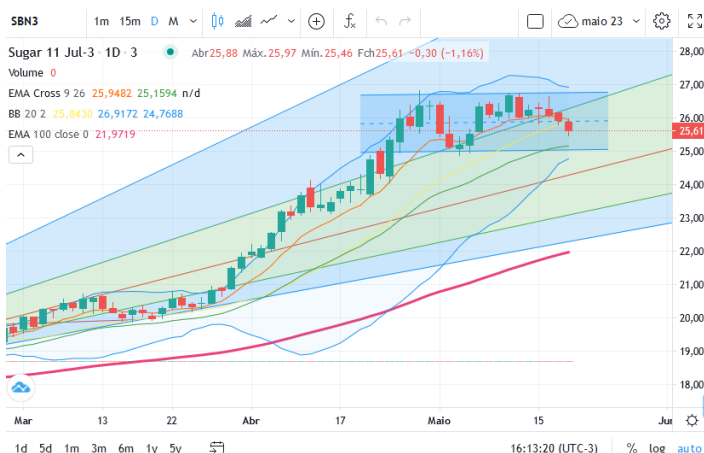 SBN3 1m 15m D M maio 23
Sugar 11 Jul-3 · 1D · 3 Abr25,88 Máx.25,97 Mín.25,46 Fch25,61 −0,30 (−1,16%)
Volume 0
EMA Cross 9 26 25,9482 25,1594 n/d
BB 20 2 25,8430 26,9172 24,7688
EMA 100 close 0 21,9719
28,00
27,00
26,00
25,61
25,00
24,00
23,00
22,00
21,00
20,00
19,00
18,00
Mar 13 22 Abr 17 Maio 15 Jun
1d 5d 1m 3m 6m 1y 5y 16:13:20 (UTC-3) % log auto